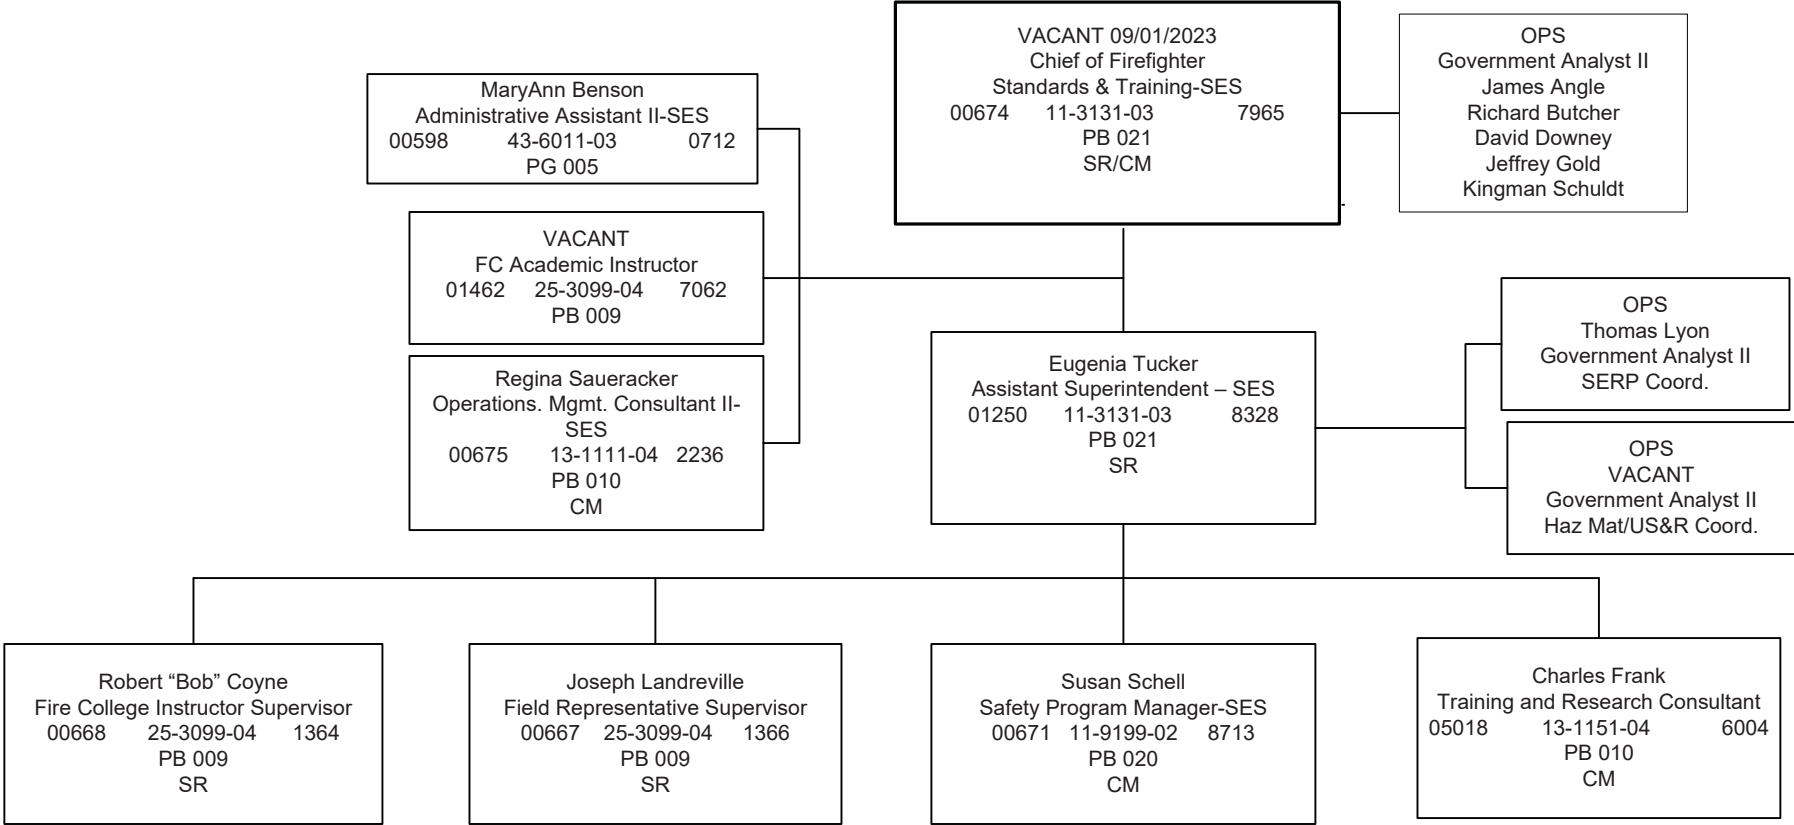 VACANT 09/01/2023
Chief of Firefighter
Standards & Training-SES
00674 11-3131-03 7965
PB 021
SR/CM
OPS
Government Analyst II
James Angle
Richard Butcher
David Downey
Jeffrey Gold
Kingman Schuldt
MaryAnn Benson
Administrative Assistant II-SES
00598 43-6011-03 0712
PG 005
VACANT
FC Academic Instructor
01462 25-3099-04 7062
PB 009
Regina Saueracker
Operations. Mgmt. Consultant II-
SES
00675 13-1111-04 2236
PB 010
CM
Eugenia Tucker
Assistant Superintendent – SES
01250 11-3131-03 8328
PB 021
SR
OPS
Thomas Lyon
Government Analyst II
SERP Coord.
OPS
VACANT
Government Analyst II
Haz Mat/US&R Coord.
Robert “Bob” Coyne
Fire College Instructor Supervisor
00668 25-3099-04 1364
PB 009
SR
Joseph Landreville
Field Representative Supervisor
00667 25-3099-04 1366
PB 009
SR
Susan Schell
Safety Program Manager-SES
00671 11-9199-02 8713
PB 020
CM
Charles Frank
Training and Research Consultant
05018 13-1151-04 6004
PB 010
CM